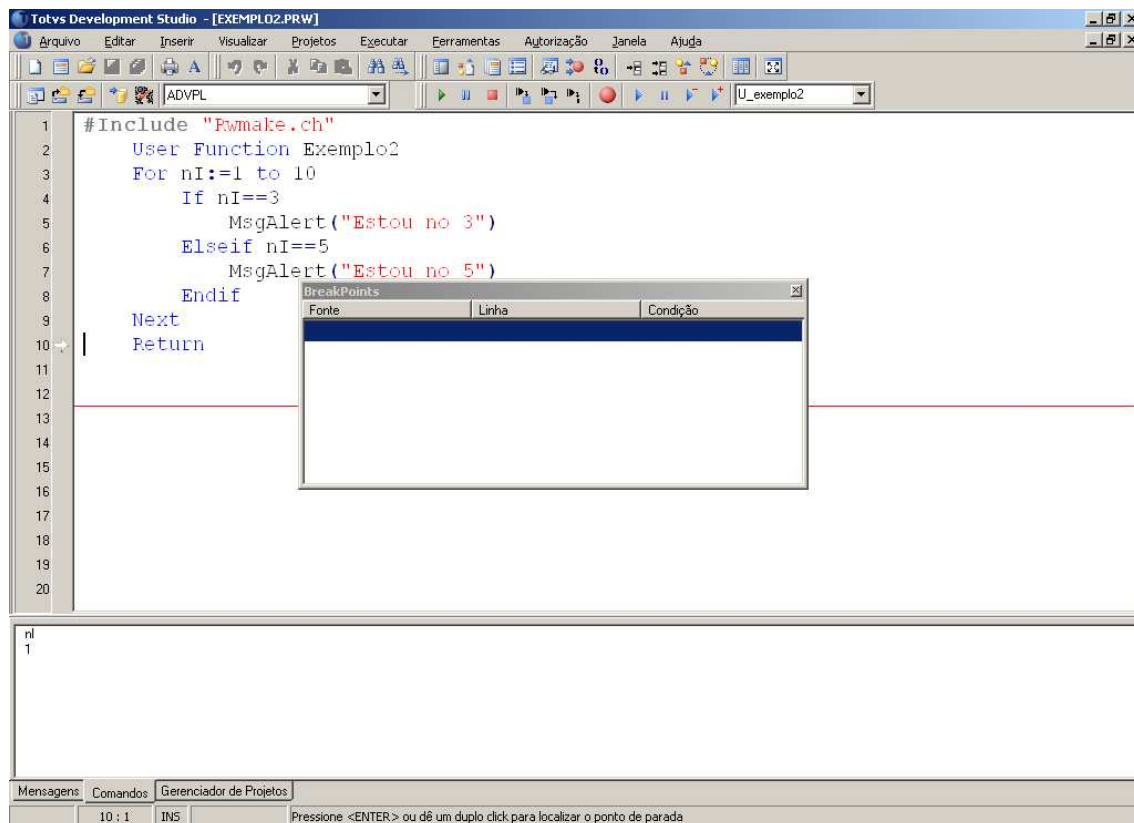 Totvs Development Studio - [EXEMPLO2.PRW]
Arquivo Editar Inserir Visualizar Projetos Executar Ferramentas Autorização Janela Ajuda
ADVPL U_exemplo2
1 #Include "Rwmake.ch"
2 User Function Exemplo2
3 For nI:=1 to 10
4 If nI==3
5 MsgAlert("Estou no 3")
6 Elseif nI==5
7 MsgAlert("Estou no 5")
8 Endif
9 Next
10 Return
11
12
13
14
15
16
17
18
19
20
BreakPoints
Fonte Linha Condição
nI
1
Mensagens Comandos Gerenciador de Projetos
10 : 1 INS Pressione <ENTER> ou dê um duplo click para localizar o ponto de parada